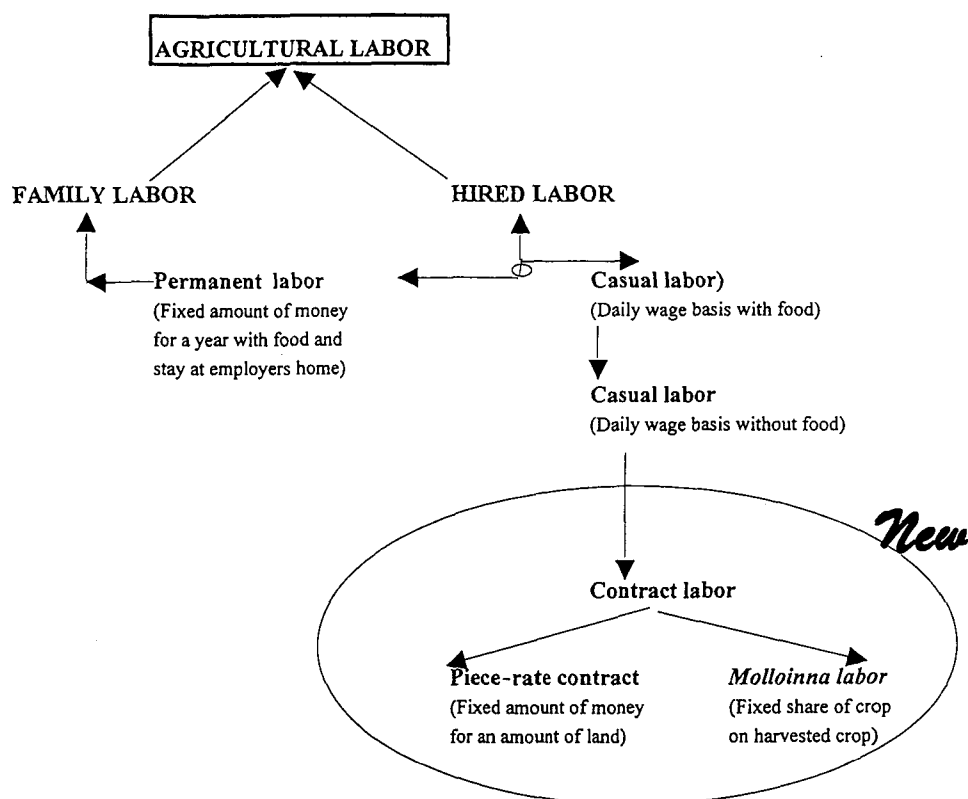 AGRICULTURAL LABOR
FAMILY LABOR
HIRED LABOR
Permanent labor
(Fixed amount of money
for a year with food and
stay at employers home)
Casual labor)
(Daily wage basis with food)
Casual labor
(Daily wage basis without food)
New
Contract labor
Piece-rate contract
(Fixed amount of money
for an amount of land)
Molloinna labor
(Fixed share of crop
on harvested crop)